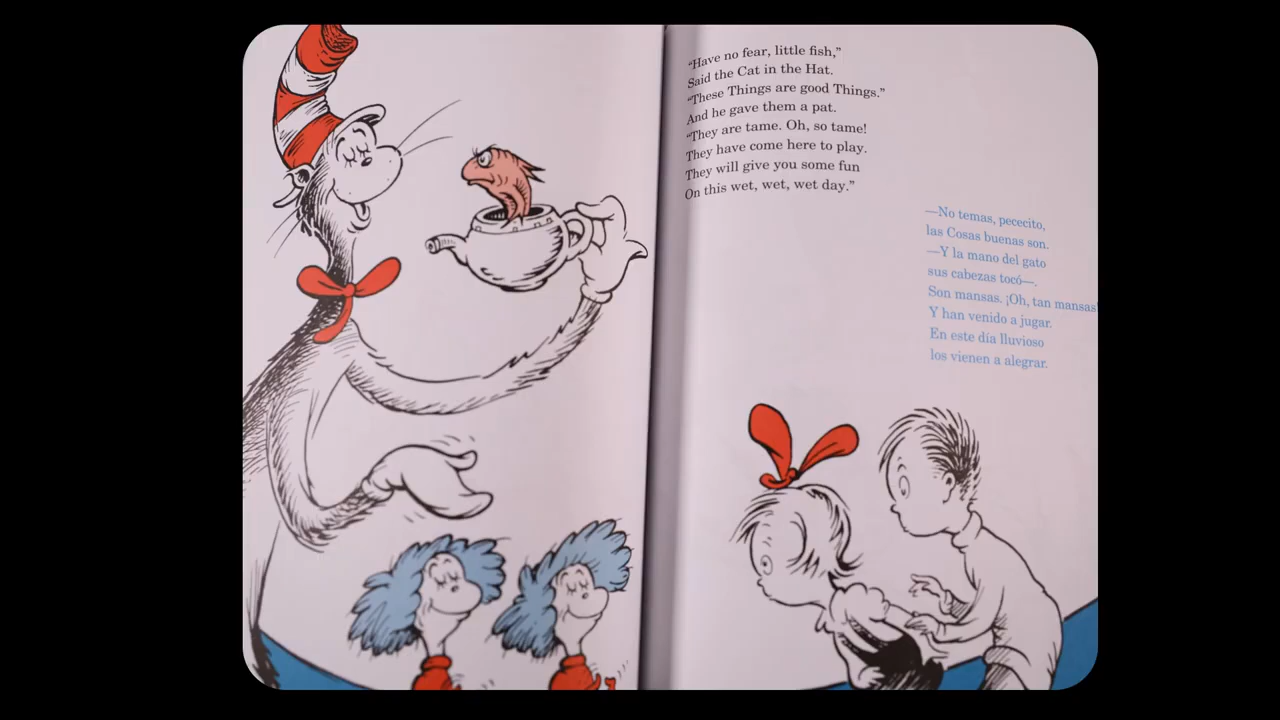 “Have no fear, little fish,”
Said the Cat in the Hat.
“These Things are good Things.”
And he gave them a pat.
“They are tame. Oh, so tame!
They have come here to play.
They will give you some fun
On this wet, wet, wet day.”
—No temas, pececito,
las Cosas buenas son.
—Y la mano del gato
sus cabezas tocó—.
Son mansas. ¡Oh, tan mansas!
Y han venido a jugar.
En este día lluvioso
los vienen a alegrar.